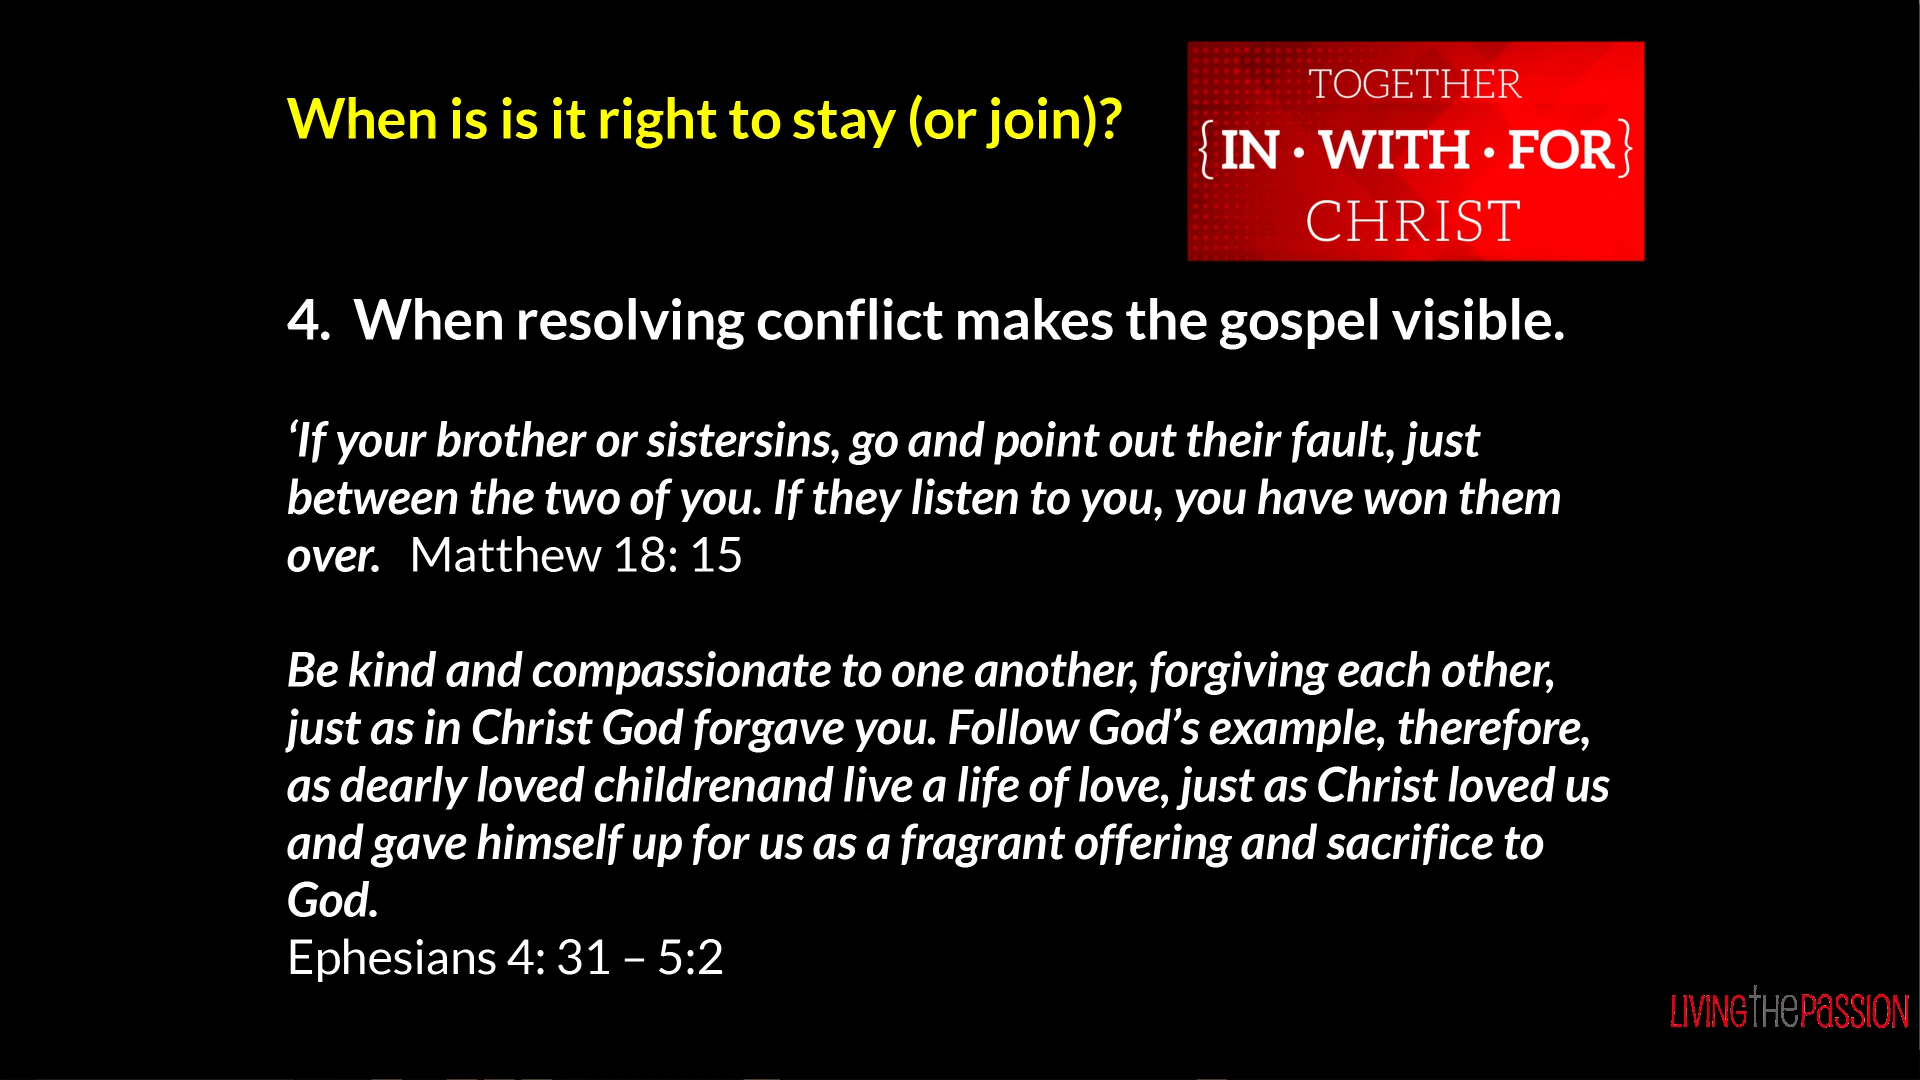 When is is it right to stay (or join)?
TOGETHER
{IN · WITH · FOR}
CHRIST
4. When resolving conflict makes the gospel visible.
‘If your brother or sistersins, go and point out their fault, just
between the two of you. If they listen to you, you have won them
over. Matthew 18: 15
Be kind and compassionate to one another, forgiving each other,
just as in Christ God forgave you. Follow God’s example, therefore,
as dearly loved childrenand live a life of love, just as Christ loved us
and gave himself up for us as a fragrant offering and sacrifice to
God.
Ephesians 4: 31 – 5:2
LIVINGthePaSSION